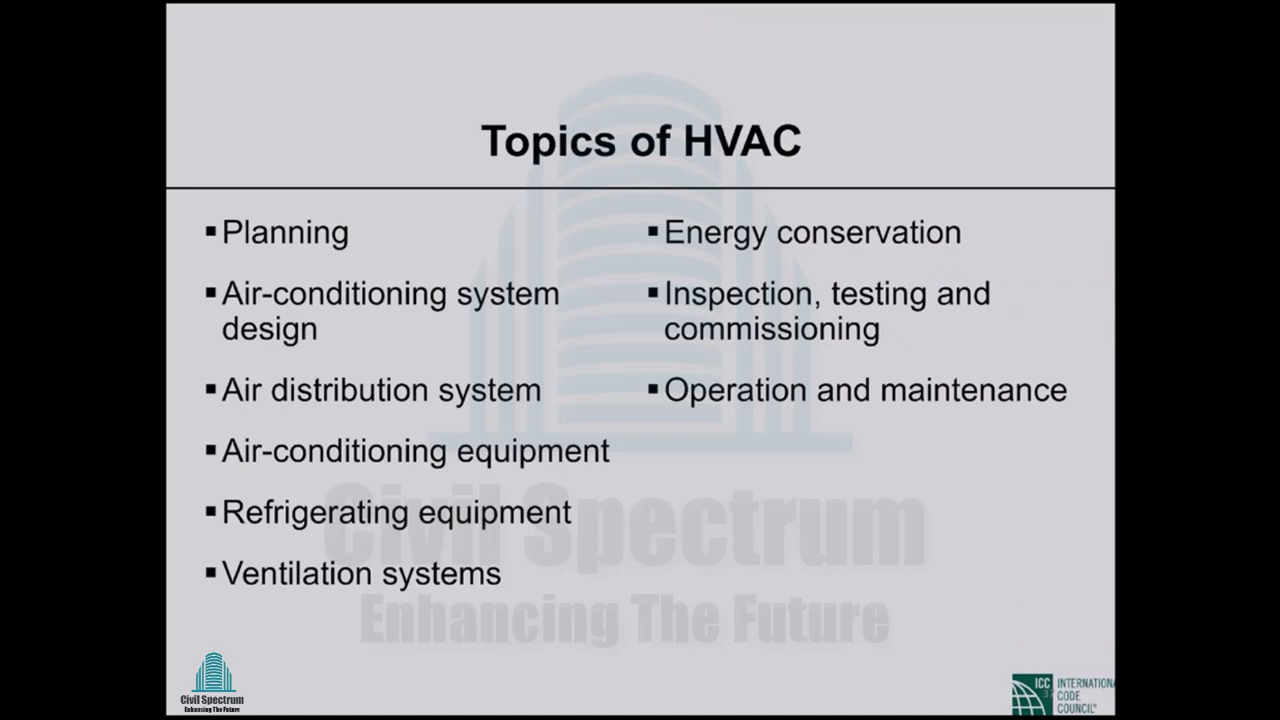 Topics of HVAC
▪Planning
▪Air-conditioning system
design
▪Air distribution system
▪Air-conditioning equipment
▪Refrigerating equipment
▪Ventilation systems
▪Energy conservation
▪Inspection, testing and
commissioning
▪Operation and maintenance
Civil Spectrum
Enhancing The Future
Civil Spectrum
Enhancing The Future
ICC
INTERNATIONA
CODE
COUNCIL®